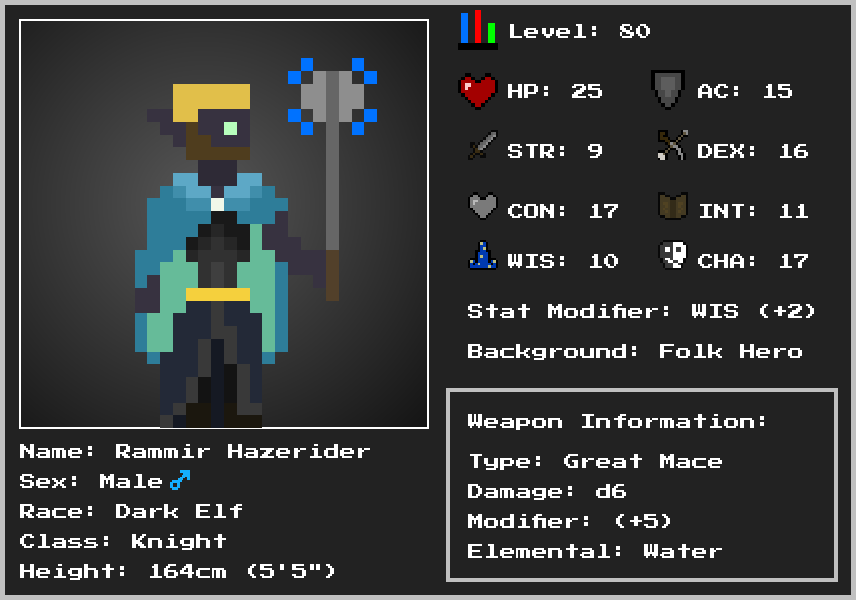 Level: 80
HP: 25
AC: 15
STR: 9
DEX: 16
CON: 17
INT: 11
WIS: 10
CHA: 17
Stat Modifier: WIS (+2)
Background: Folk Hero
Weapon Information:
Type: Great Mace
Damage: d6
Modifier: (+5)
Elemental: Water
Name: Rammir Hazerider
Sex: Male♂
Race: Dark Elf
Class: Knight
Height: 164cm (5'5")